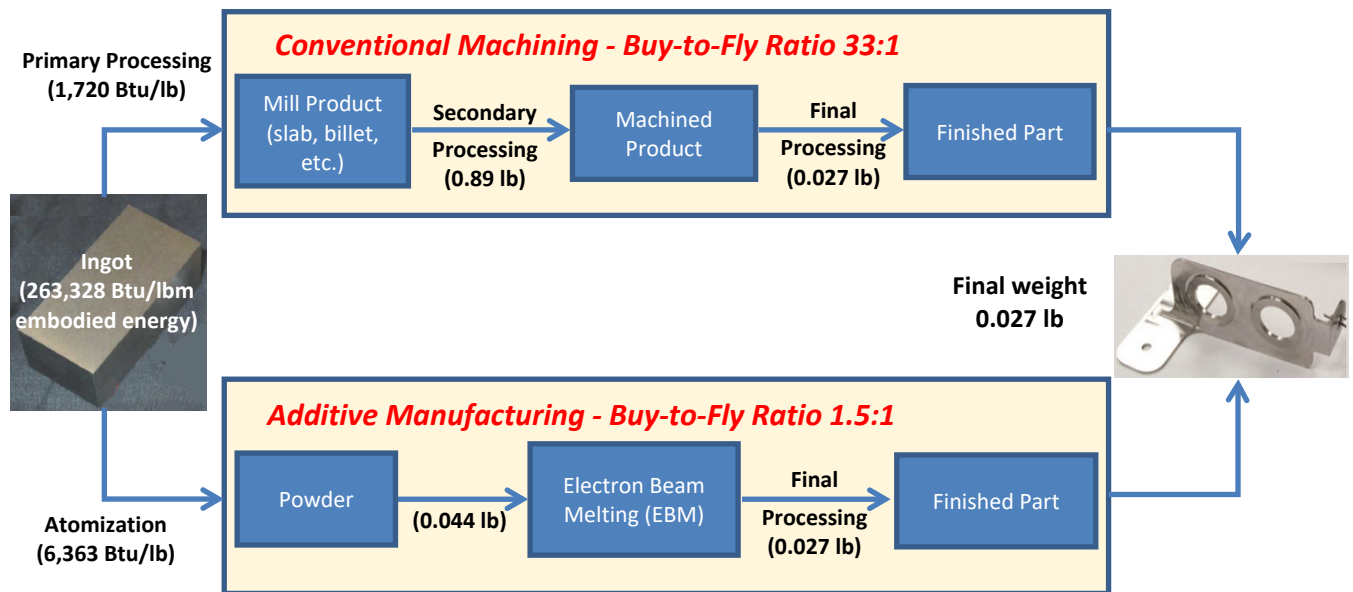 Conventional Machining - Buy-to-Fly Ratio 33:1
Primary Processing
(1,720 Btu/lb)
Mill Product
(slab, billet,
etc.)
Secondary
Processing
(0.89 lb)
Machined
Product
Final
Processing
(0.027 lb)
Finished Part
Ingot
(263,328 Btu/lbm
embodied energy)
Final weight
0.027 lb
Additive Manufacturing - Buy-to-Fly Ratio 1.5:1
Powder
(0.044 lb)
Electron Beam
Melting (EBM)
Final
Processing
(0.027 lb)
Finished Part
Atomization
(6,363 Btu/lb)